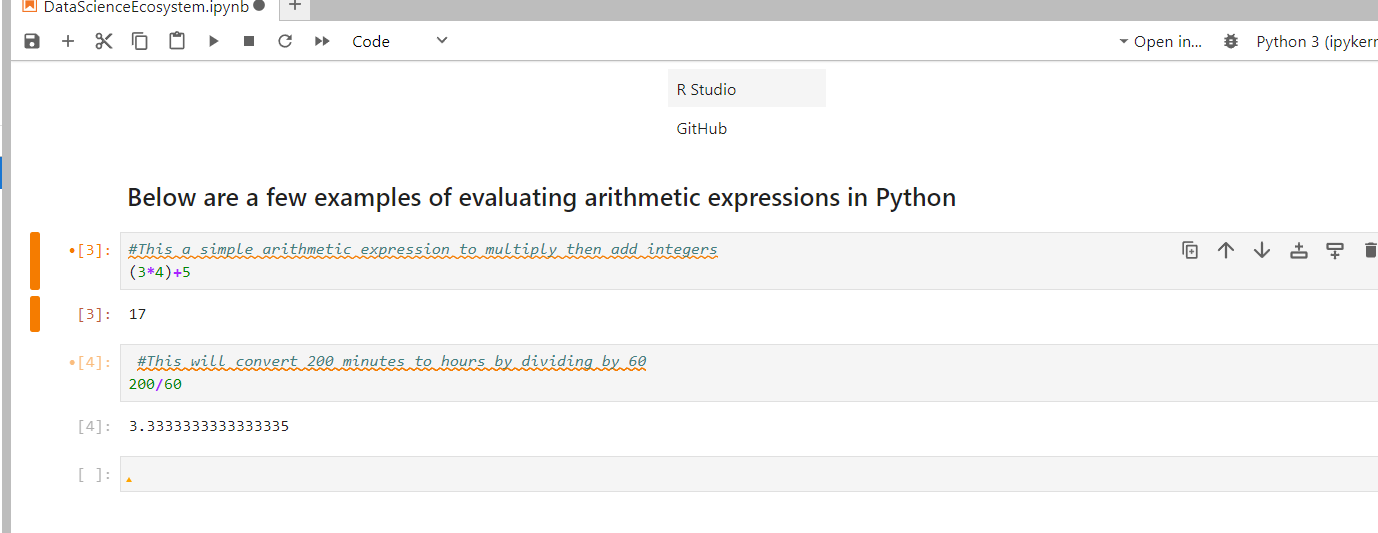 DataScienceEcosystem.ipynb
Code
Open in...
Python 3 (ipykern
R Studio
GitHub
Below are a few examples of evaluating arithmetic expressions in Python
[3]: #This a simple arithmetic expression to multiply then add integers
(3*4)+5
[3]: 17
[4]: #This will convert 200 minutes to hours by dividing by 60
200/60
[4]: 3.3333333333333335
[ ]: